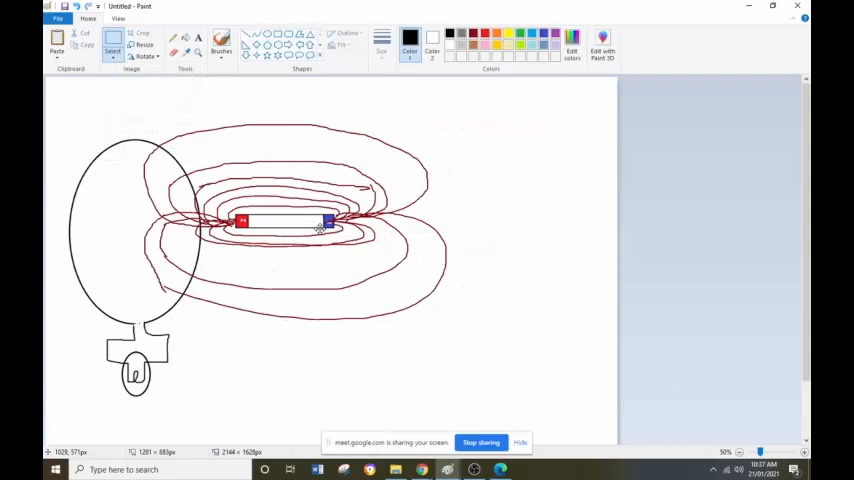 Untitled - Paint
File Home View
Paste
Cut
Copy
Clipboard
Select
Crop
Resize
Rotate
Image
Tools
Brushes
Outline
Fill
Shapes
Size
Color 1
Color 2
Edit colors
Colors
Edit with Paint 3D
meet.google.com is sharing your screen.
Stop sharing
Hide
1029, 571px
1281 × 883px
2144 × 1628px
50%
Type here to search
10:37 AM
21/01/2021